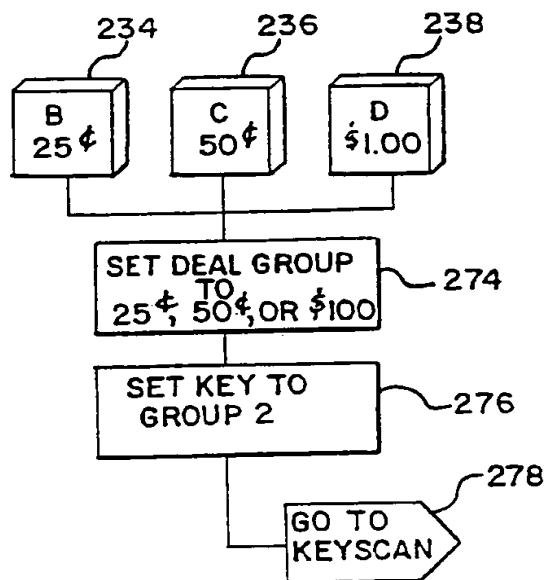 234 236 238
B C D
25¢ 50¢ $1.00
SET DEAL GROUP
TO
25¢, 50¢, OR $100
274
SET KEY TO
GROUP 2
276
278
GO TO
KEYSCAN